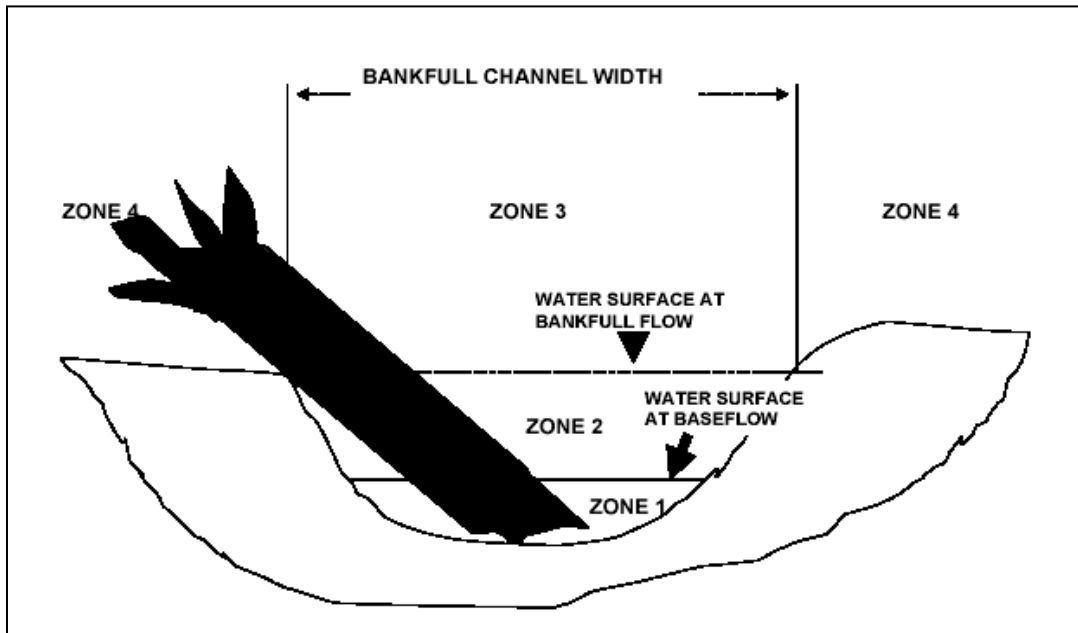 BANKFULL CHANNEL WIDTH
ZONE 4
ZONE 3
ZONE 4
WATER SURFACE AT
BANKFULL FLOW
WATER SURFACE
AT BASEFLOW
ZONE 2
ZONE 1